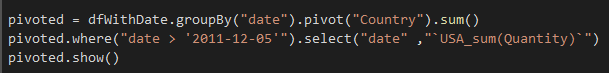 pivoted = dfWithDate.groupBy("date").pivot("Country").sum()
pivoted.where("date > '2011-12-05'").select("date" ,"`USA_sum(Quantity)`")
pivoted.show()